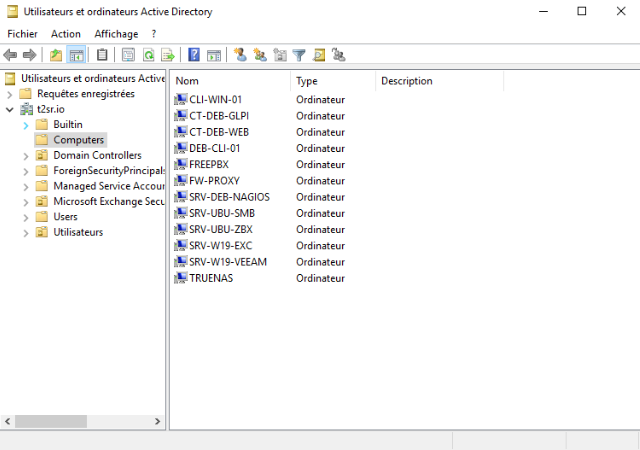 Utilisateurs et ordinateurs Active Directory
Fichier Action Affichage ?
Utilisateurs et ordinateurs Active
Requêtes enregistrées
t2sr.io
Builtin
Computers
Domain Controllers
ForeignSecurityPrincipals
Managed Service Accour
Microsoft Exchange Secu
Users
Utilisateurs
Nom Type Description
CLI-WIN-01 Ordinateur
CT-DEB-GLPI Ordinateur
CT-DEB-WEB Ordinateur
DEB-CLI-01 Ordinateur
FREEPBX Ordinateur
FW-PROXY Ordinateur
SRV-DEB-NAGIOS Ordinateur
SRV-UBU-SMB Ordinateur
SRV-UBU-ZBX Ordinateur
SRV-W19-EXC Ordinateur
SRV-W19-VEEAM Ordinateur
TRUENAS Ordinateur